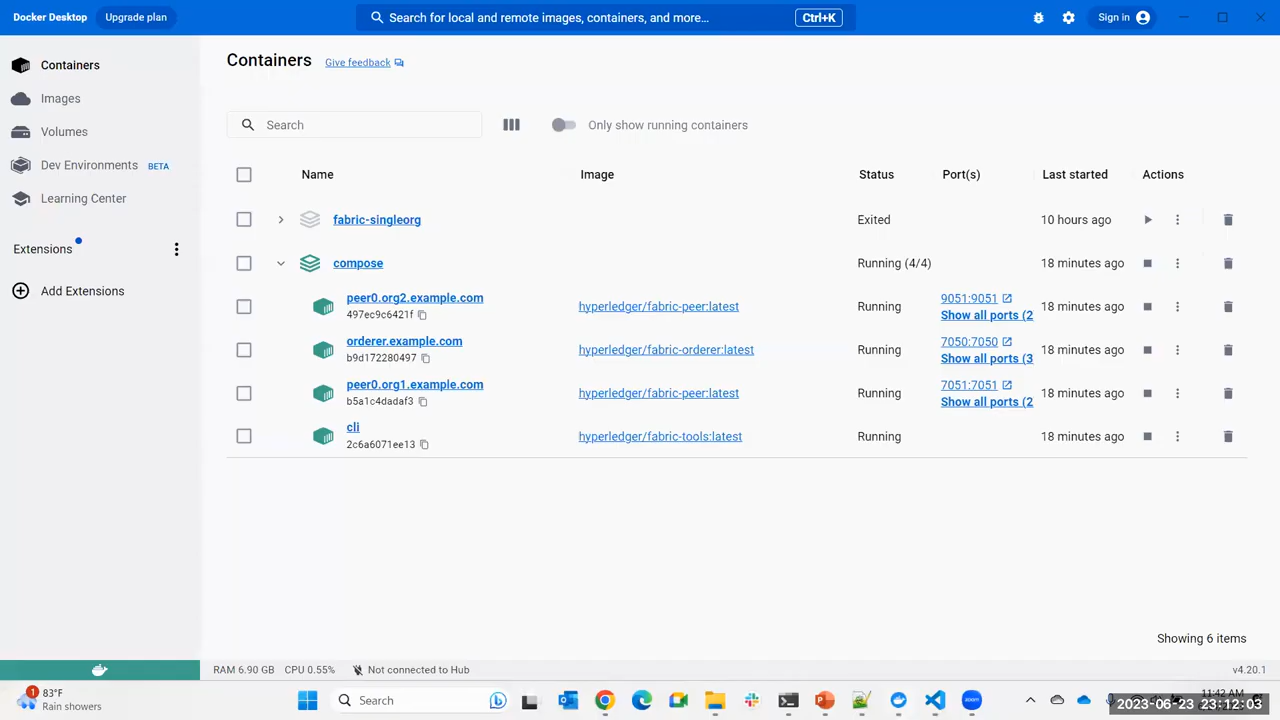 Docker Desktop Upgrade plan Search for local and remote images, containers, and more... Ctrl+K Sign in
Containers
Images
Volumes
Dev Environments BETA
Learning Center
Extensions
Add Extensions
Containers Give feedback
Search Only show running containers
Name Image Status Port(s) Last started Actions
fabric-singleorg Exited 10 hours ago
compose Running (4/4) 18 minutes ago
peer0.org2.example.com
497ec9c6421f
hyperledger/fabric-peer:latest Running
9051:9051
Show all ports (2
18 minutes ago
orderer.example.com
b9d172280497
hyperledger/fabric-orderer:latest Running
7050:7050
Show all ports (3
18 minutes ago
peer0.org1.example.com
b5a1c4dadaf3
hyperledger/fabric-peer:latest Running
7051:7051
Show all ports (2
18 minutes ago
cli
2c6a6071ee13
hyperledger/fabric-tools:latest Running 18 minutes ago
Showing 6 items
RAM 6.90 GB CPU 0.55% Not connected to Hub v4.20.1
1
83°F
Rain showers
Search
zoom
11:42 AM
2023-06-23 23:12:03